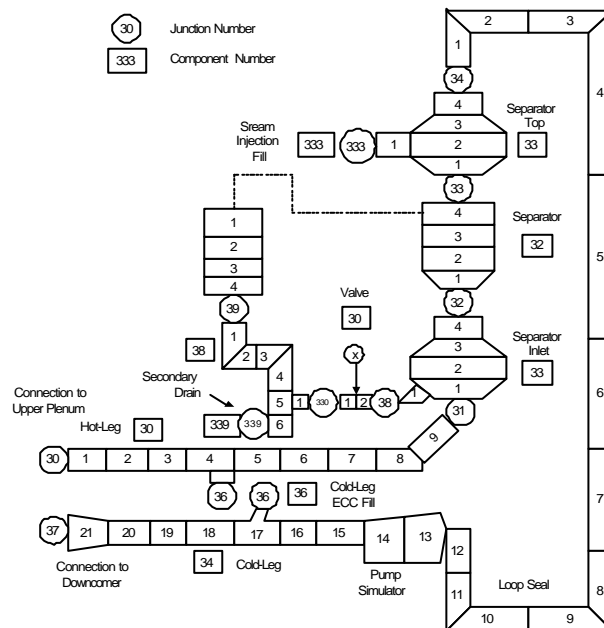 30 Junction Number
333 Component Number
2 3
1
34
4
4
3
2
1
Separator
Top
33
Sream
Injection
Fill
333 333 1
33
4
3
2
1
Separator
32
5
1
2
3
4
39
32
Valve
30
x
4
3
2
1
Separator
Inlet
33
6
38
1
2 3
4
5
6
Secondary
Drain
339 339
1 330 1 2 38 1
31
Connection to
Upper Plenum
Hot-Leg 30
30 1 2 3 4 5 6 7 8 9
36 36 36
Cold-Leg
ECC Fill
7
37 21 20 19 18 17 16 15 14 13
12
11
10 9
8
34 Cold-Leg
Connection to
Downcomer
Pump
Simulator
Loop Seal